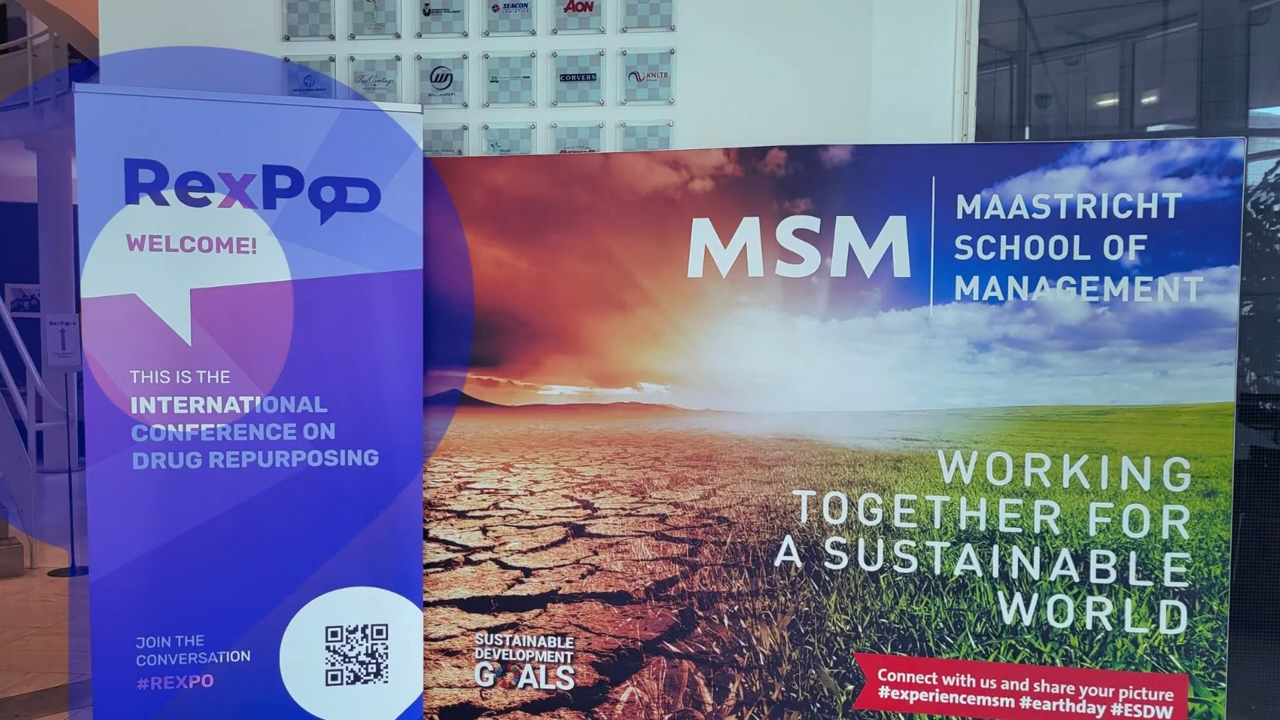 SEACON
LOGISTICS
AON
CORVERS
KNLTB
RexPo
WELCOME!
THIS IS THE
INTERNATIONAL
CONFERENCE ON
DRUG REPURPOSING
JOIN THE
CONVERSATION
#REXPO
MSM
MAASTRICHT
SCHOOL OF
MANAGEMENT
WORKING
TOGETHER FOR
A SUSTAINABLE
WORLD
SUSTAINABLE
DEVELOPMENT
GOALS
Connect with us and share your picture
#experiencemsm #earthday #ESDW